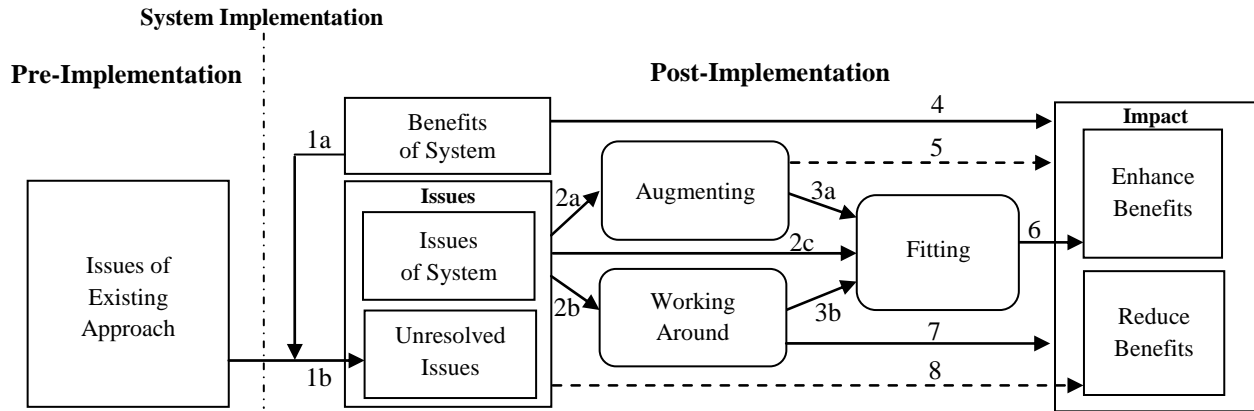 System Implementation
Pre-Implementation
Post-Implementation
Benefits
of System
1a
4
Impact
Enhance
Benefits
5
Augmenting
2a
3a
Issues
Issues
of System
2c
Fitting
6
Issues of
Existing
Approach
2b
Working
Around
3b
7
Reduce
Benefits
Unresolved
Issues
1b
8